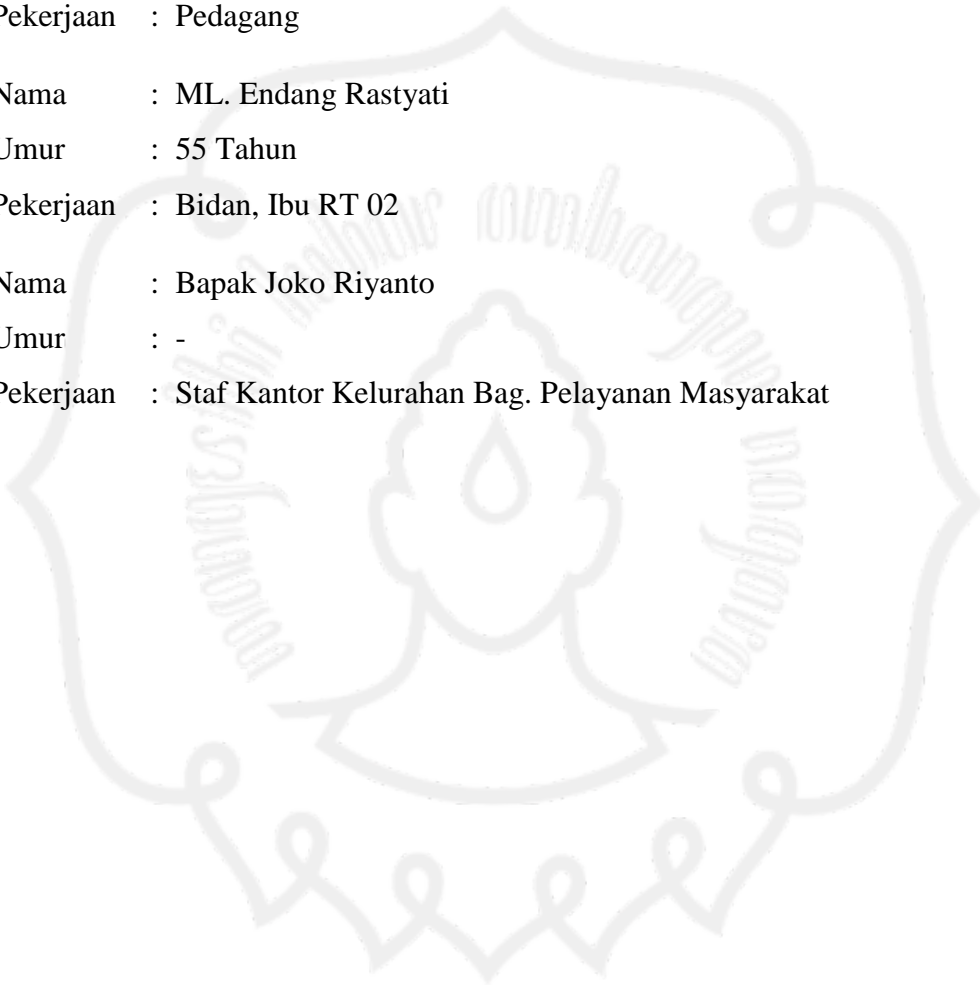 Pekerjaan : Pedagang
Nama : ML. Endang Rastyati
Umur : 55 Tahun
Pekerjaan : Bidan, Ibu RT 02
Nama : Bapak Joko Riyanto
Umur : -
Pekerjaan : Staf Kantor Kelurahan Bag. Pelayanan Masyarakat